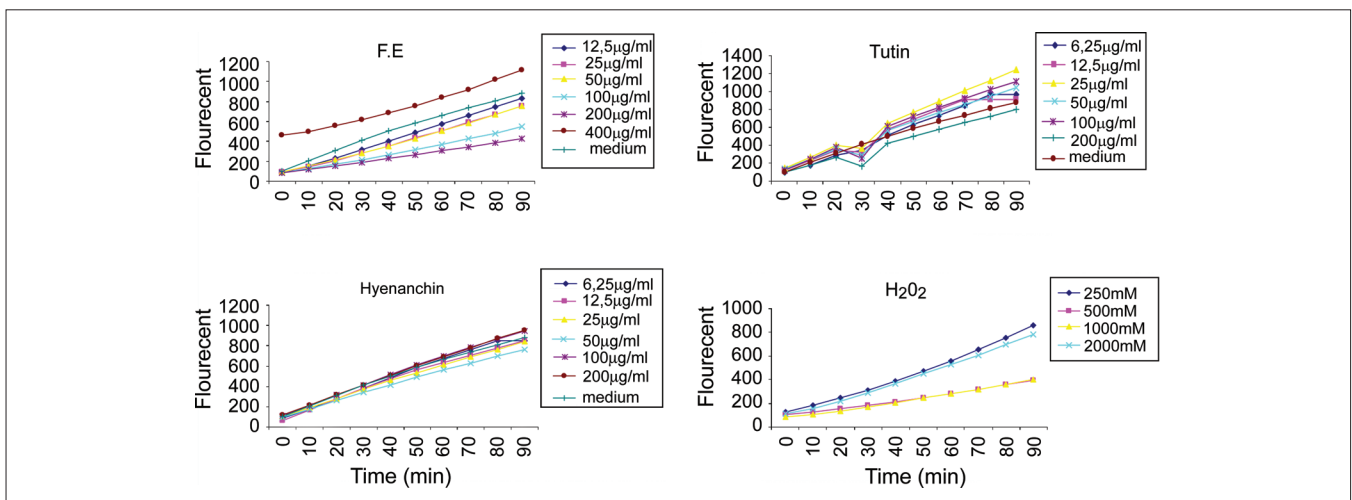 F.E
Flourecent
1200
1000
800
600
400
200
0
0 10 20 30 40 50 60 70 80 90
12,5µg/ml
25µg/ml
50µg/ml
100µg/ml
200µg/ml
400µg/ml
medium
Tutin
Flourecent
1400
1200
1000
800
600
400
200
0
0 10 20 30 40 50 60 70 80 90
6,25µg/ml
12,5µg/ml
25µg/ml
50µg/ml
100µg/ml
200µg/ml
medium
Hyenanchin
Flourecent
1200
1000
800
600
400
200
0
0 10 20 30 40 50 60 70 80 90
Time (min)
6,25µg/ml
12,5µg/ml
25µg/ml
50µg/ml
100µg/ml
200µg/ml
medium
H202
Flourecent
1000
800
600
400
200
0
0 10 20 30 40 50 60 70 80 90
Time (min)
250mM
500mM
1000mM
2000mM